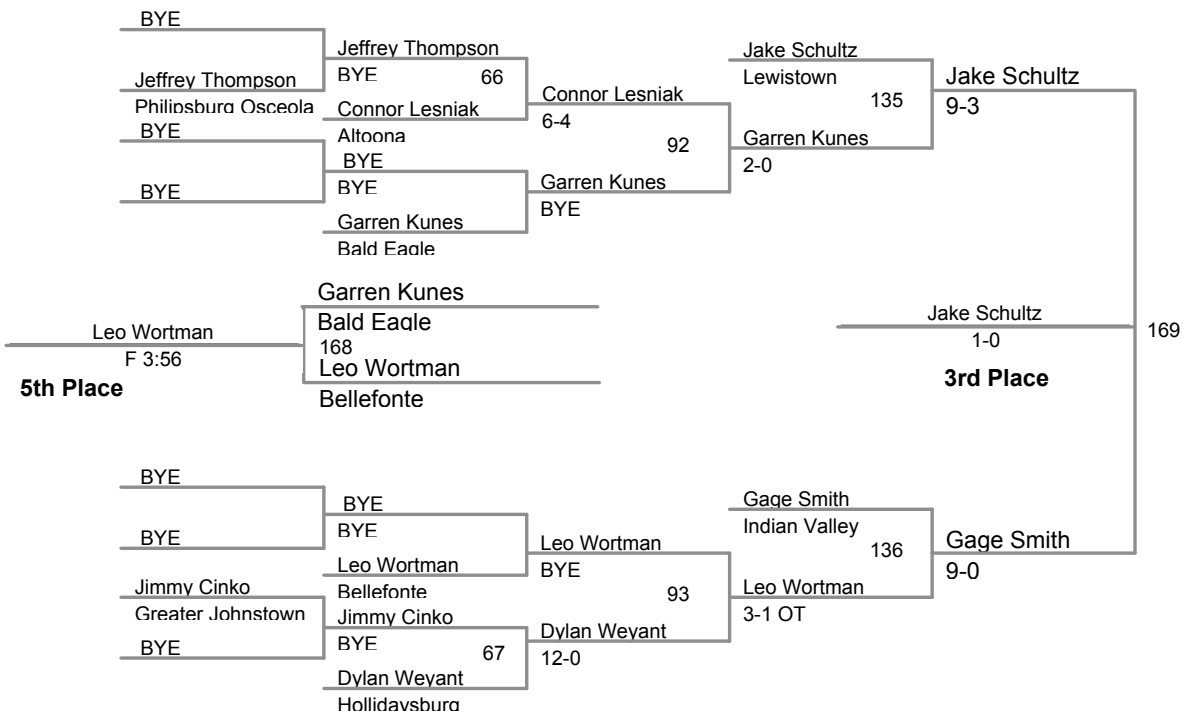 BYE
Jeffrey Thompson
Philipsburg Osceola
BYE
BYE
Jeffrey Thompson
BYE
66
Connor Lesniak
Altoona
BYE
BYE
Garren Kunes
Bald Eagle
Connor Lesniak
6-4
92
Garren Kunes
BYE
Jake Schultz
Lewistown
135
Garren Kunes
2-0
Jake Schultz
9-3
Garren Kunes
Bald Eagle
168
Leo Wortman
Bellefonte
Leo Wortman
F 3:56
5th Place
Jake Schultz
1-0
3rd Place
169
BYE
BYE
Jimmy Cinko
Greater Johnstown
BYE
BYE
BYE
Leo Wortman
Bellefonte
Jimmy Cinko
BYE
67
Dylan Weyant
Hollidaysburg
Leo Wortman
BYE
93
Dylan Weyant
12-0
Gage Smith
Indian Valley
136
Leo Wortman
3-1 OT
Gage Smith
9-0